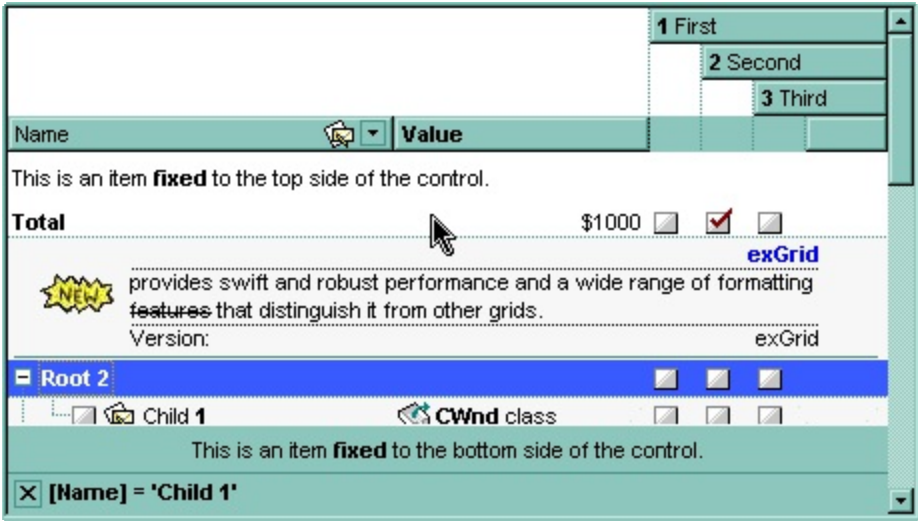 1 First
2 Second
3 Third
Name Value
This is an item fixed to the top side of the control.
Total $1000
exGrid
NEW
provides swift and robust performance and a wide range of formatting
features that distinguish it from other grids.
Version: exGrid
Root 2
Child 1 CWnd class
This is an item fixed to the bottom side of the control.
[Name] = 'Child 1'